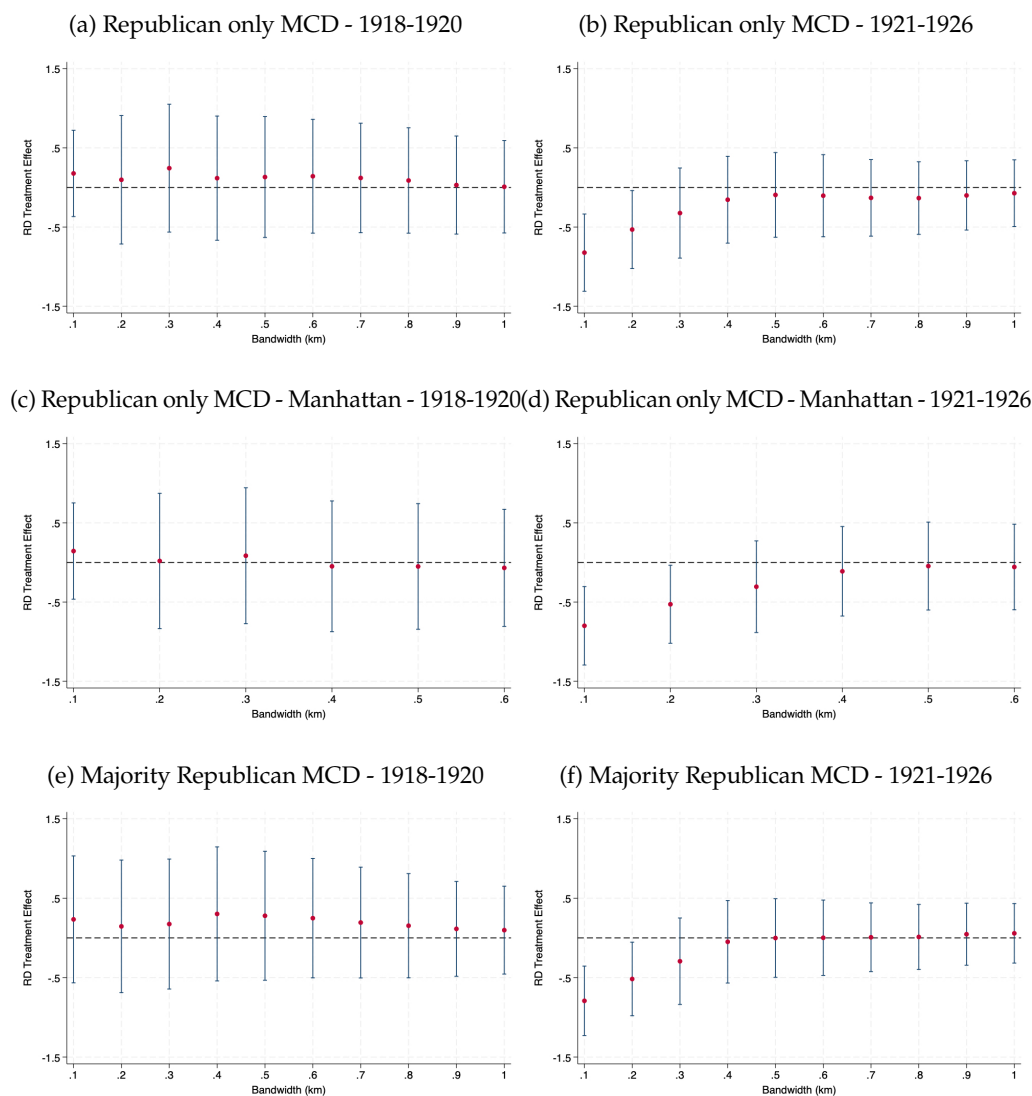 (a) Republican only MCD - 1918-1920
(b) Republican only MCD - 1921-1926
1.5
.5
-.5
-1.5
RD Treatment Effect
.1 .2 .3 .4 .5 .6 .7 .8 .9 1
Bandwidth (km)
1.5
.5
-.5
-1.5
RD Treatment Effect
.1 .2 .3 .4 .5 .6 .7 .8 .9 1
Bandwidth (km)
(c) Republican only MCD - Manhattan - 1918-1920
(d) Republican only MCD - Manhattan - 1921-1926
1.5
.5
-.5
-1.5
RD Treatment Effect
.1 .2 .3 .4 .5 .6
Bandwidth (km)
1.5
.5
-.5
-1.5
RD Treatment Effect
.1 .2 .3 .4 .5 .6
Bandwidth (km)
(e) Majority Republican MCD - 1918-1920
(f) Majority Republican MCD - 1921-1926
1.5
.5
-.5
-1.5
RD Treatment Effect
.1 .2 .3 .4 .5 .6 .7 .8 .9 1
Bandwidth (km)
1.5
.5
-.5
-1.5
RD Treatment Effect
.1 .2 .3 .4 .5 .6 .7 .8 .9 1
Bandwidth (km)